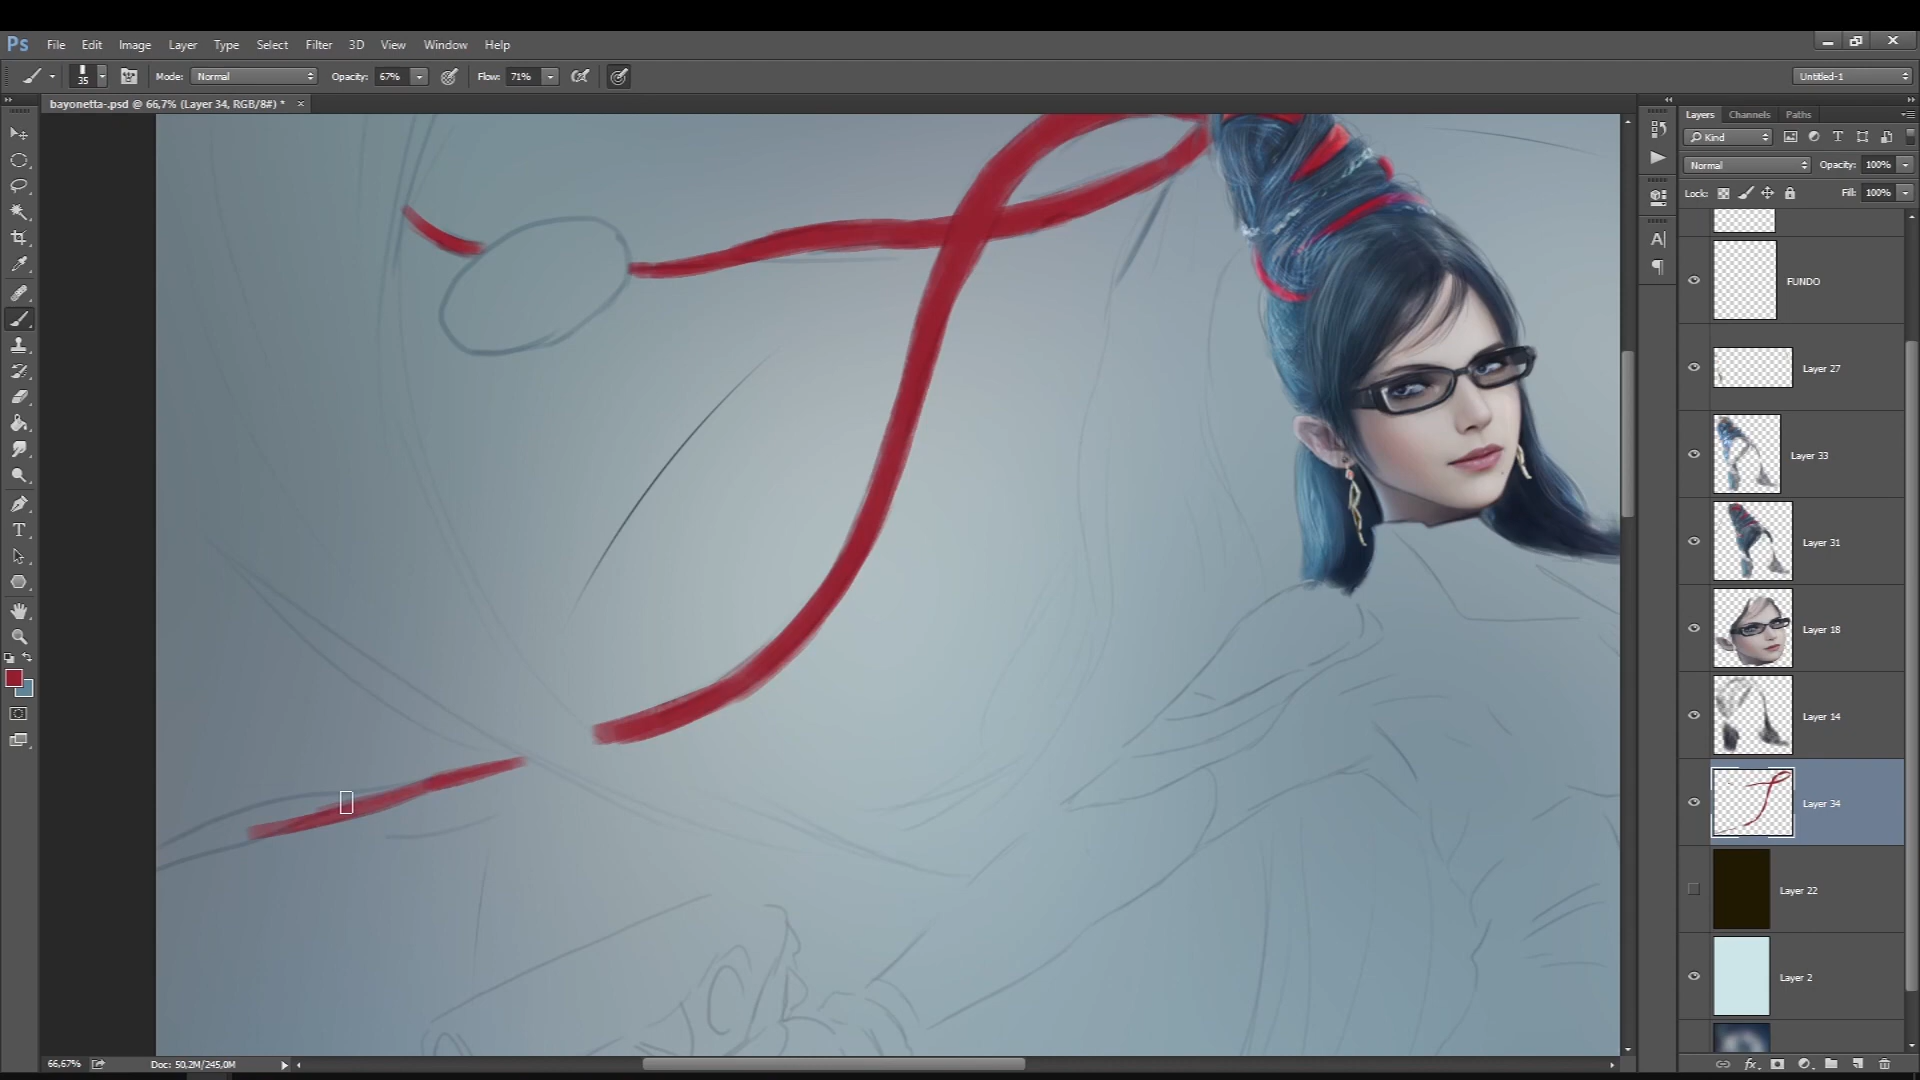 Ps File Edit Image Layer Type Select Filter 3D View Window Help
35 Mode: Normal Opacity: 67% Flow: 71% Untitled-1
bayonetta-.psd @ 66,7% (Layer 34, RGB/8#) * ×
Layers Channels Paths
Kind
Normal Opacity: 100%
Lock: Fill: 100%
FUNDO
Layer 27
Layer 33
Layer 31
Layer 18
Layer 14
Layer 34
Layer 22
Layer 2
66,67% Doc: 50,2M/245,0M